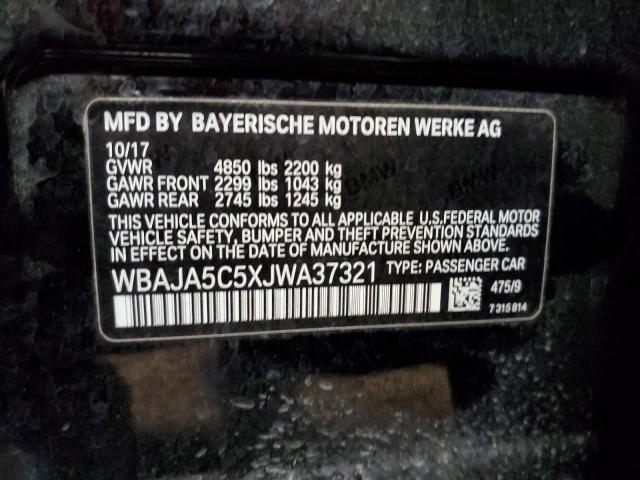 MFD BY BAYERISCHE MOTOREN WERKE AG
10/17
GVWR 4850 lbs 2200 kg
GAWR FRONT 2299 lbs 1043 kg
GAWR REAR 2745 lbs 1245 kg
THIS VEHICLE CONFORMS TO ALL APPLICABLE U.S.FEDERAL MOTOR
VEHICLE SAFETY, BUMPER AND THEFT PREVENTION STANDARDS
IN EFFECT ON THE DATE OF MANUFACTURE SHOWN ABOVE.
WBAJA5C5XJWA37321 TYPE: PASSENGER CAR
475/9
7 315 814
BMW
BMW